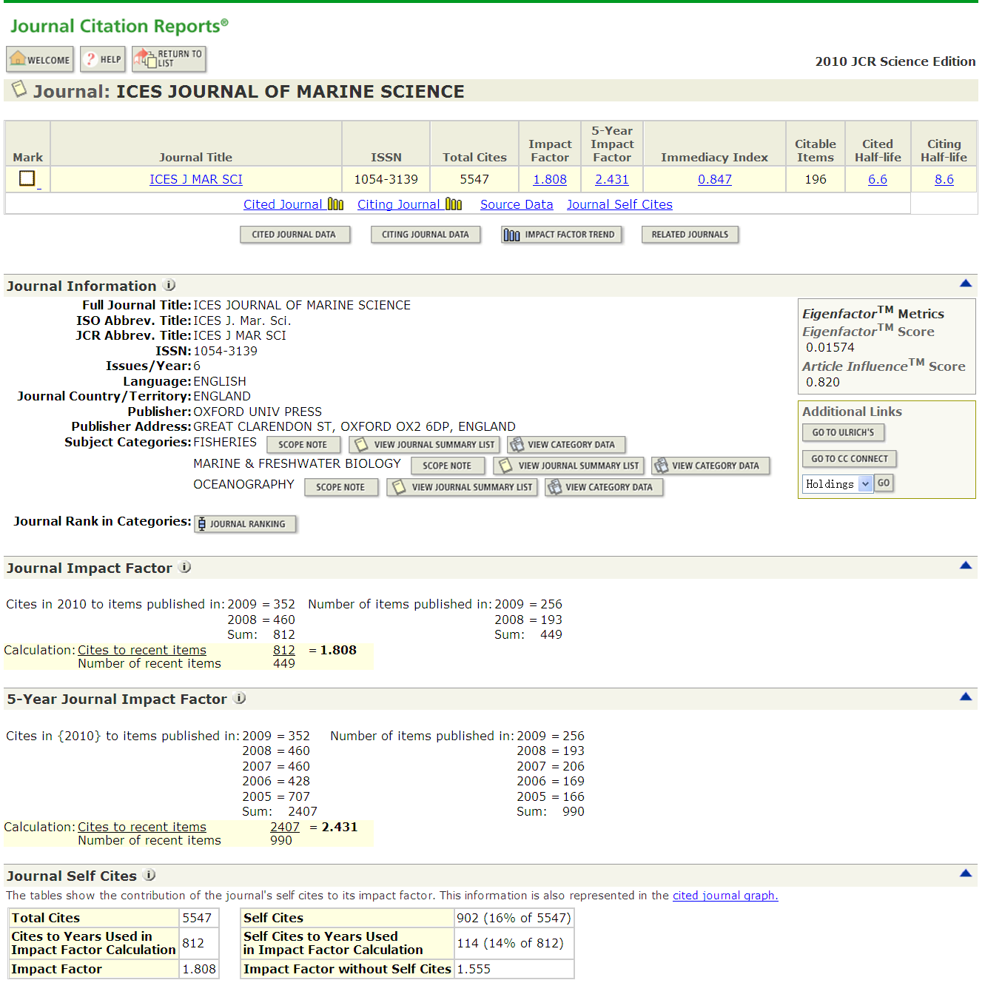 Journal Citation Reports®
WELCOME ? HELP RETURN TO LIST
2010 JCR Science Edition
Journal: ICES JOURNAL OF MARINE SCIENCE
Mark Journal Title ISSN Total Cites Impact Factor 5-Year Impact Factor Immediacy Index Citable Items Cited Half-life Citing Half-life
ICES J MAR SCI 1054-3139 5547 1.808 2.431 0.847 196 6.6 8.6
Cited Journal Citing Journal Source Data Journal Self Cites
CITED JOURNAL DATA CITING JOURNAL DATA IMPACT FACTOR TREND RELATED JOURNALS
Journal Information i
Full Journal Title: ICES JOURNAL OF MARINE SCIENCE
ISO Abbrev. Title: ICES J. Mar. Sci.
JCR Abbrev. Title: ICES J MAR SCI
ISSN: 1054-3139
Issues/Year: 6
Language: ENGLISH
Journal Country/Territory: ENGLAND
Publisher: OXFORD UNIV PRESS
Publisher Address: GREAT CLARENDON ST, OXFORD OX2 6DP, ENGLAND
Subject Categories: FISHERIES SCOPE NOTE VIEW JOURNAL SUMMARY LIST VIEW CATEGORY DATA
MARINE & FRESHWATER BIOLOGY SCOPE NOTE VIEW JOURNAL SUMMARY LIST VIEW CATEGORY DATA
OCEANOGRAPHY SCOPE NOTE VIEW JOURNAL SUMMARY LIST VIEW CATEGORY DATA
Journal Rank in Categories: JOURNAL RANKING
Eigenfactor™ Metrics
Eigenfactor™ Score
0.01574
Article Influence™ Score
0.820
Additional Links
GO TO ULRICH'S
GO TO CC CONNECT
Holdings GO
Journal Impact Factor i
Cites in 2010 to items published in: 2009 = 352 Number of items published in: 2009 = 256
2008 = 460 2008 = 193
Sum: 812 Sum: 449
Calculation: Cites to recent items 812 = 1.808
Number of recent items 449
5-Year Journal Impact Factor i
Cites in {2010} to items published in: 2009 = 352 Number of items published in: 2009 = 256
2008 = 460 2008 = 193
2007 = 460 2007 = 206
2006 = 428 2006 = 169
2005 = 707 2005 = 166
Sum: 2407 Sum: 990
Calculation: Cites to recent items 2407 = 2.431
Number of recent items 990
Journal Self Cites i
The tables show the contribution of the journal's self cites to its impact factor. This information is also represented in the cited journal graph.
Total Cites 5547 Self Cites 902 (16% of 5547)
Cites to Years Used in Impact Factor Calculation 812 Self Cites to Years Used in Impact Factor Calculation 114 (14% of 812)
Impact Factor 1.808 Impact Factor without Self Cites 1.555